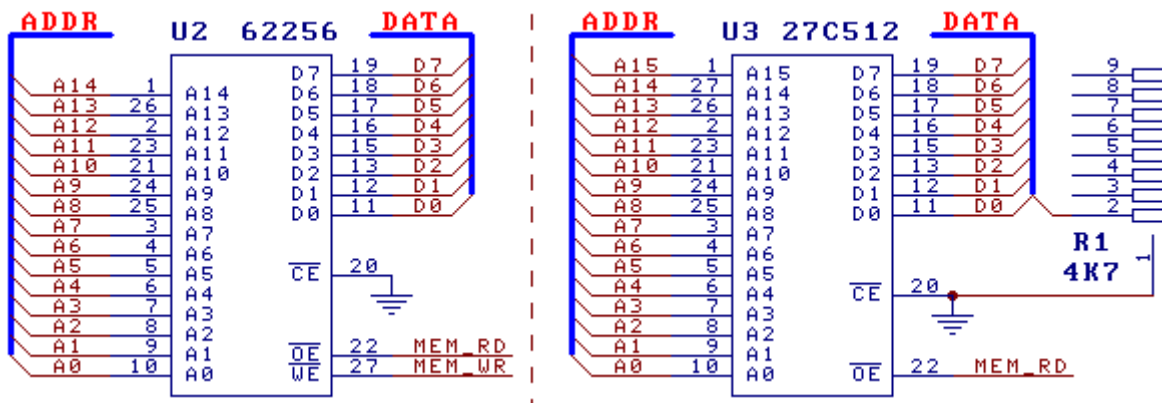 ADDR U2 62256 DATA ADDR U3 27C512 DATA
D7 19 D7 A15 1 A15 D7 19 D7 9
A14 1 A14 D6 18 D6 A14 27 A14 D6 18 D6 8
A13 26 A13 D5 17 D5 A13 26 A13 D5 17 D5 7
A12 2 A12 D4 16 D4 A12 2 A12 D4 16 D4 6
A11 23 A11 D3 15 D3 A11 23 A11 D3 15 D3 5
A10 21 A10 D2 13 D2 A10 21 A10 D2 13 D2 4
A9 24 A9 D1 12 D1 A9 24 A9 D1 12 D1 3
A8 25 A8 D0 11 D0 A8 25 A8 D0 11 D0 2
A7 3 A7 A7 3 A7
A6 4 A6 A6 4 A6 R1 1
A5 5 A5 CE 20 A5 5 A5 4K7
A4 6 A4 A4 6 A4 CE 20
A3 7 A3 A3 7 A3
A2 8 A2 A2 8 A2
A1 9 A1 OE 22 MEM_RD A1 9 A1
A0 10 A0 WE 27 MEM_WR A0 10 A0 OE 22 MEM_RD